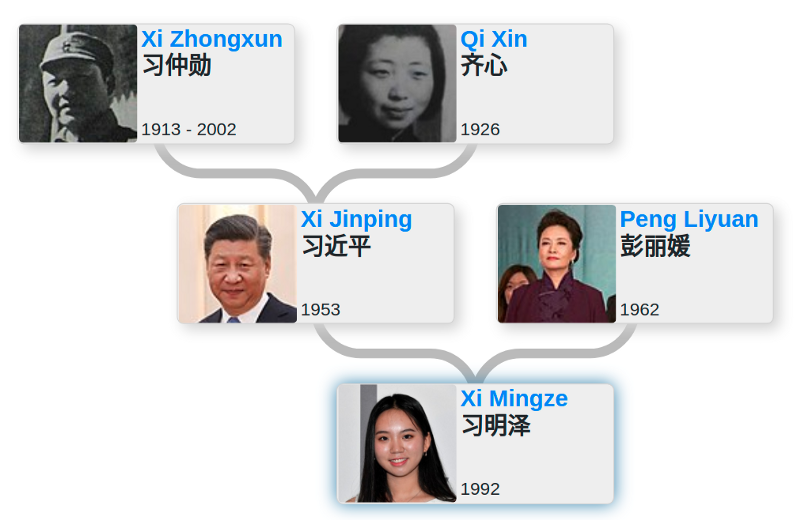 Xi Zhongxun
习仲勋
1913 - 2002
Qi Xin
齐心
1926
Xi Jinping
习近平
1953
Peng Liyuan
彭丽媛
1962
Xi Mingze
习明泽
1992